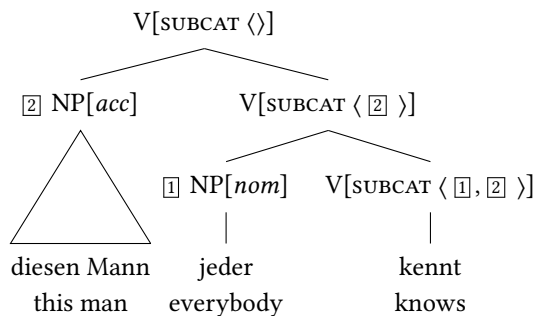 V[SUBCAT ⟨⟩]
2 NP[acc] V[SUBCAT ⟨ 2 ⟩]
1 NP[nom] V[SUBCAT ⟨ 1, 2 ⟩]
diesen Mann jeder kennt
this man everybody knows